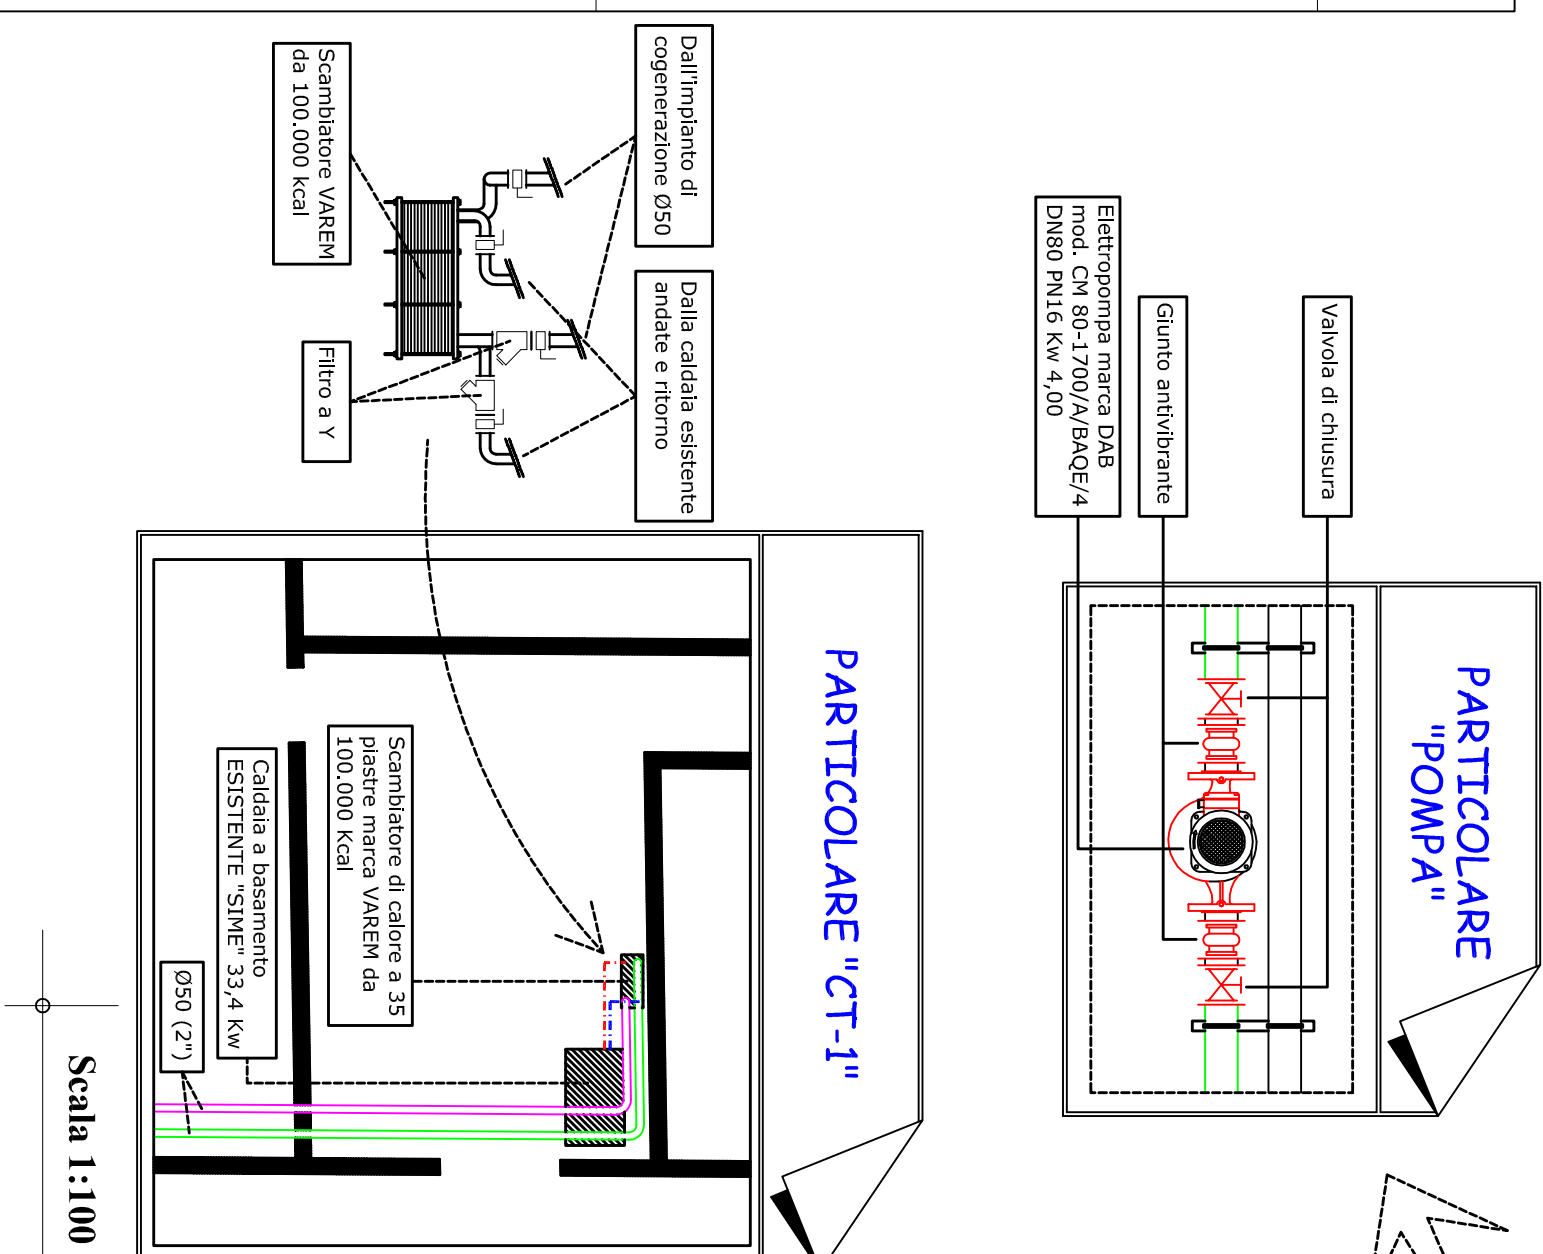 PARTICOLARE
"POMPA"
Valvola di chiusura
Giunto antivibrante
Elettropompa marca DAB
mod. CM 80-1700/A/BAQE/4
DN80 PN16 Kw 4,00
PARTICOLARE "CT-1"
Dall'impianto di
cogenerazione Ø50
Dalla caldaia esistente
andate e ritorno
Scambiatore VAREM
da 100.000 kcal
Filtro a Y
Scambiatore di calore a 35
piastre marca VAREM da
100.000 Kcal
Caldaia a basamento
ESISTENTE "SIME" 33,4 Kw
Ø50 (2")
Scala 1:100